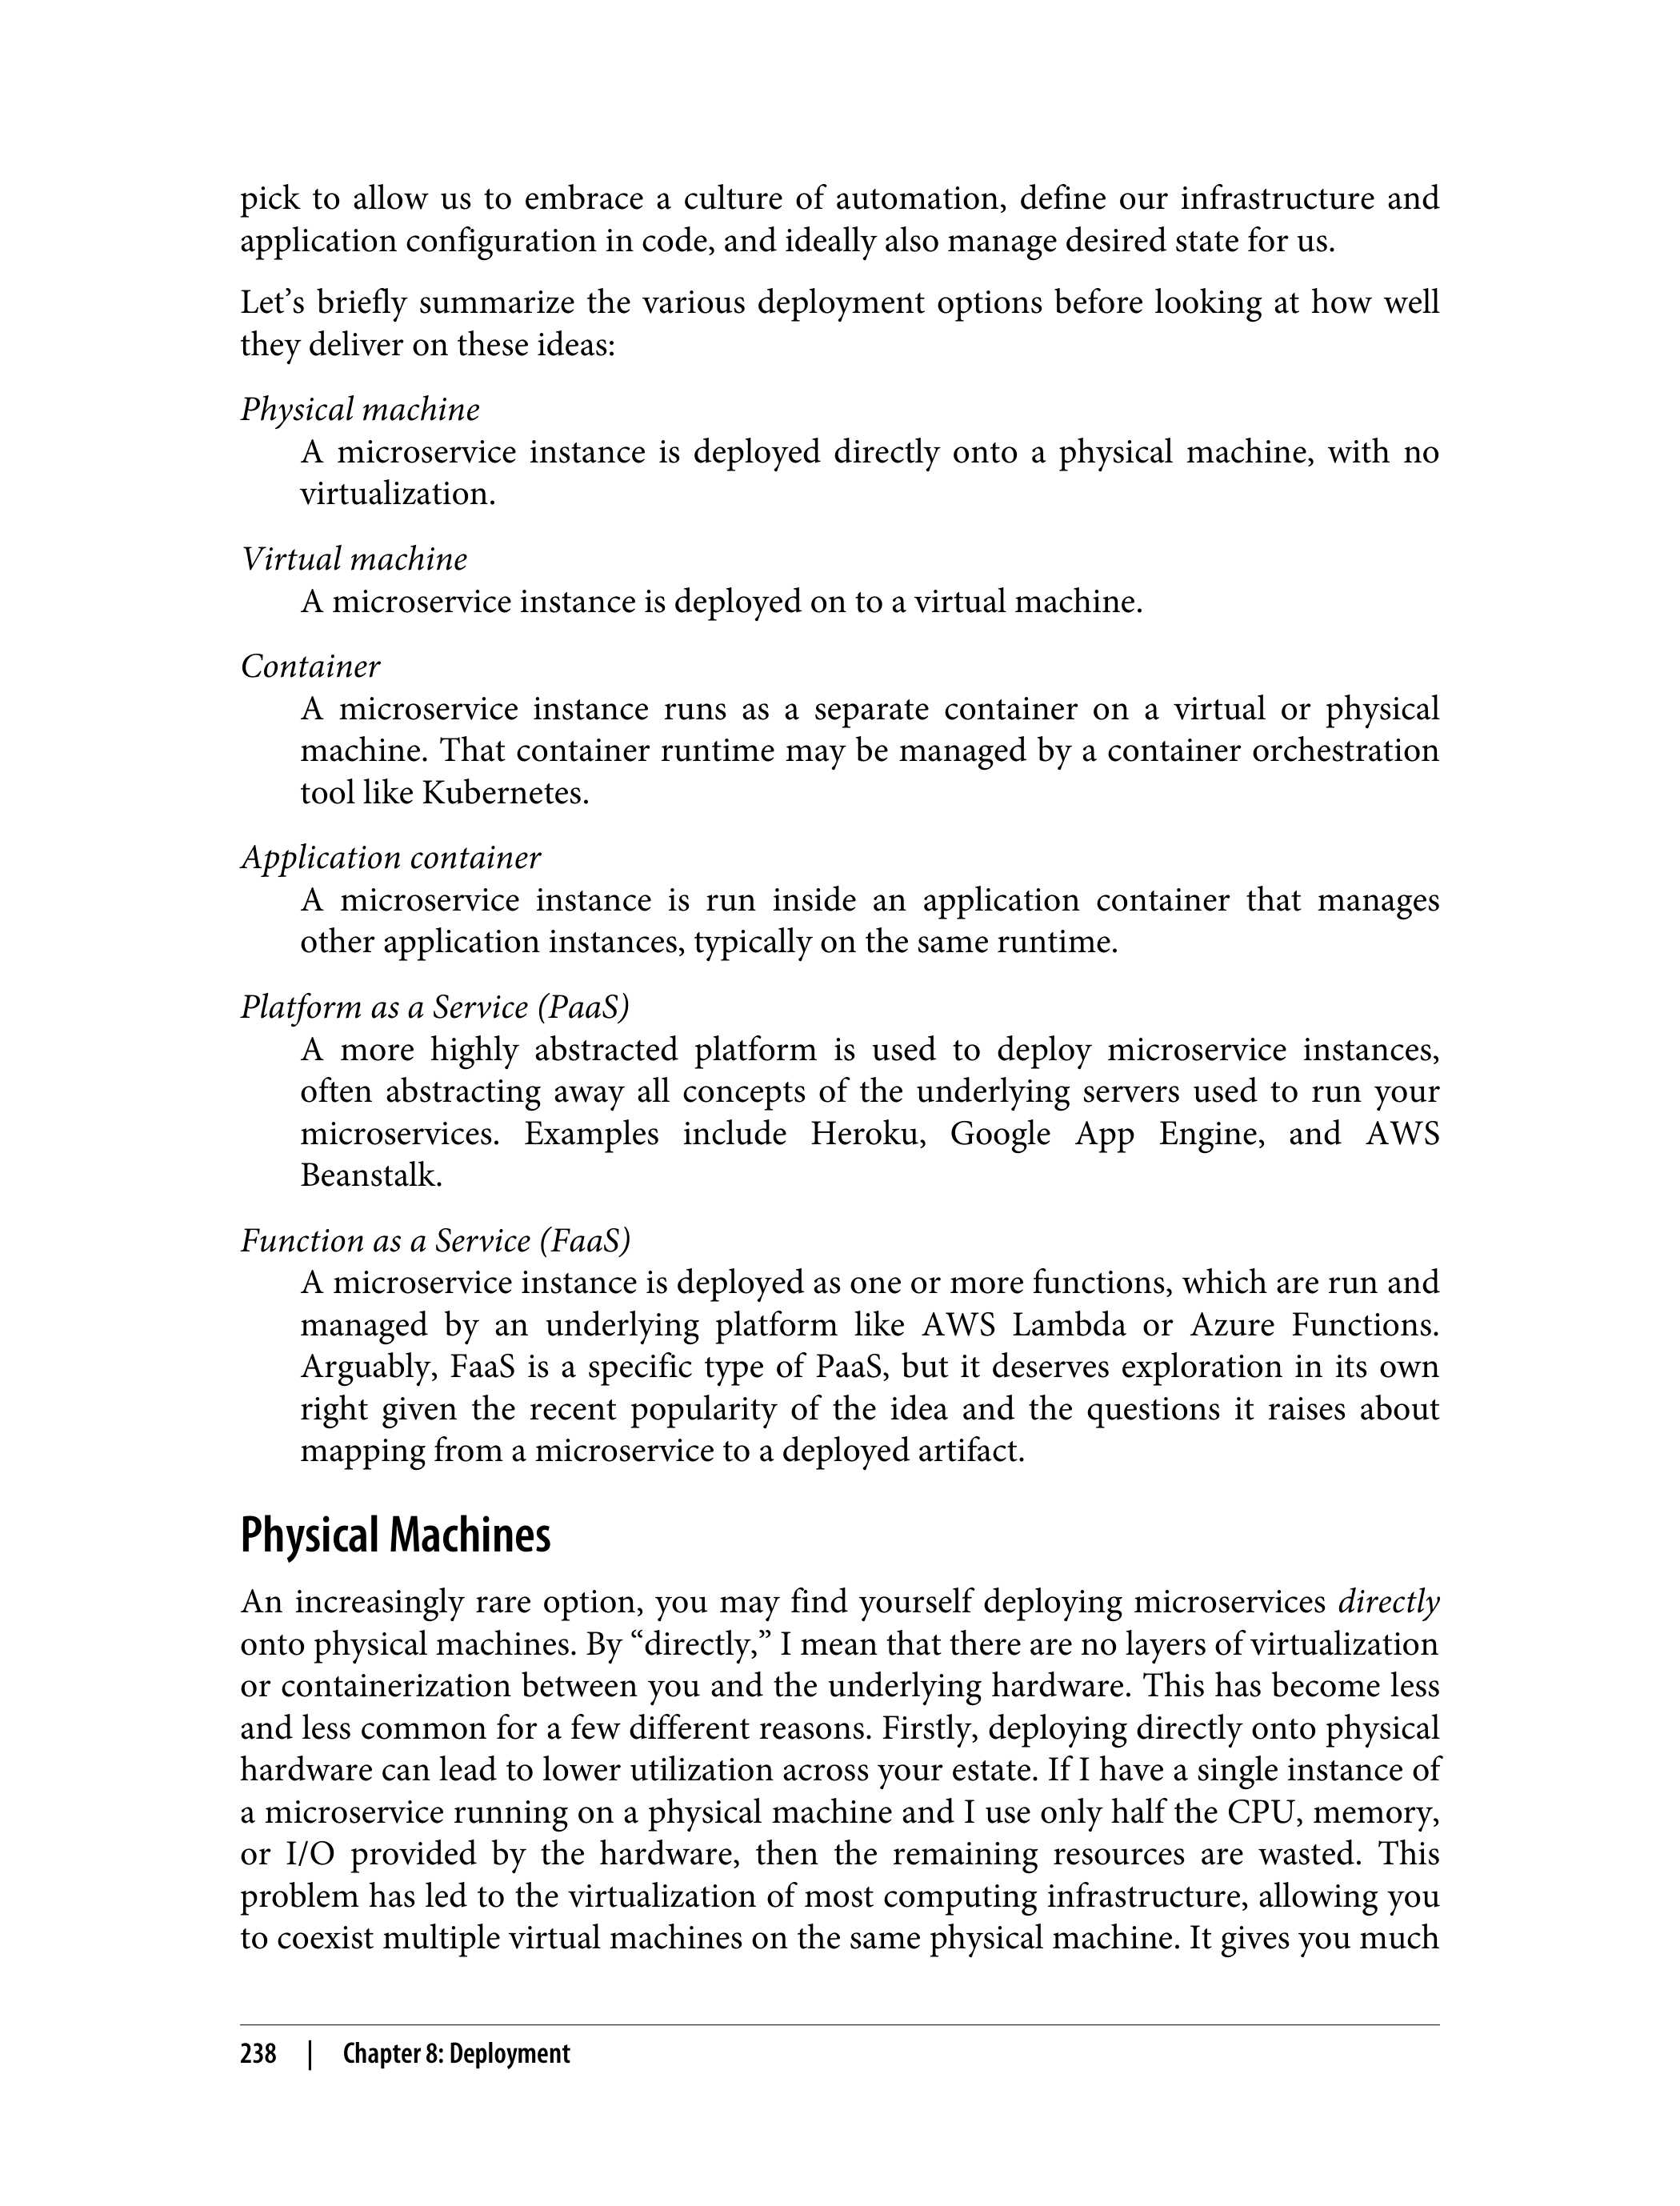 pick to allow us to embrace a culture of automation, define our infrastructure and
application configuration in code, and ideally also manage desired state for us.
Let’s briefly summarize the various deployment options before looking at how well
they deliver on these ideas:
Physical machine
A microservice instance is deployed directly onto a physical machine, with no
virtualization.
Virtual machine
A microservice instance is deployed on to a virtual machine.
Container
A microservice instance runs as a separate container on a virtual or physical
machine. That container runtime may be managed by a container orchestration
tool like Kubernetes.
Application container
A microservice instance is run inside an application container that manages
other application instances, typically on the same runtime.
Platform as a Service (PaaS)
A more highly abstracted platform is used to deploy microservice instances,
often abstracting away all concepts of the underlying servers used to run your
microservices. Examples include Heroku, Google App Engine, and AWS
Beanstalk.
Function as a Service (FaaS)
A microservice instance is deployed as one or more functions, which are run and
managed by an underlying platform like AWS Lambda or Azure Functions.
Arguably, FaaS is a specific type of PaaS, but it deserves exploration in its own
right given the recent popularity of the idea and the questions it raises about
mapping from a microservice to a deployed artifact.
Physical Machines
An increasingly rare option, you may find yourself deploying microservices directly
onto physical machines. By “directly,” I mean that there are no layers of virtualization
or containerization between you and the underlying hardware. This has become less
and less common for a few different reasons. Firstly, deploying directly onto physical
hardware can lead to lower utilization across your estate. If I have a single instance of
a microservice running on a physical machine and I use only half the CPU, memory,
or I/O provided by the hardware, then the remaining resources are wasted. This
problem has led to the virtualization of most computing infrastructure, allowing you
to coexist multiple virtual machines on the same physical machine. It gives you much
238 | Chapter 8: Deployment